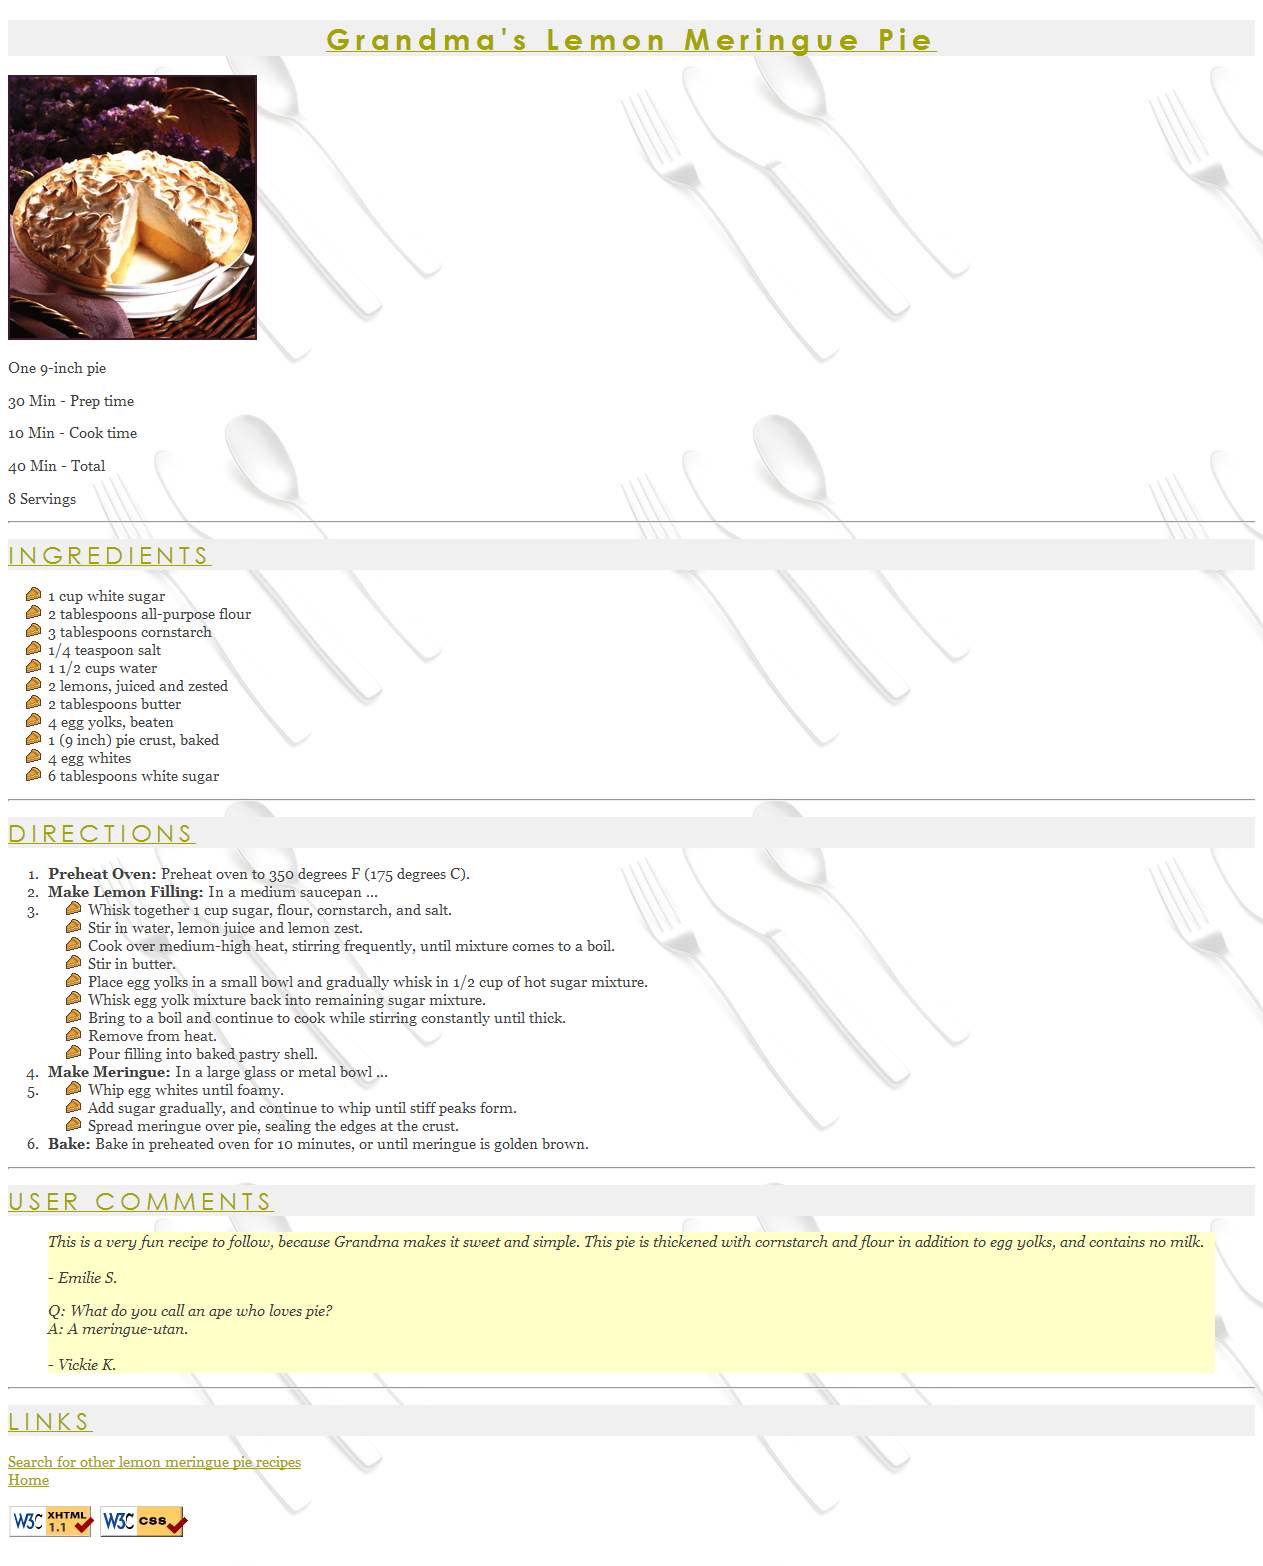 Grandma's Lemon Meringue Pie
One 9-inch pie
30 Min - Prep time
10 Min - Cook time
40 Min - Total
8 Servings
INGREDIENTS
1 cup white sugar
2 tablespoons all-purpose flour
3 tablespoons cornstarch
1/4 teaspoon salt
1 1/2 cups water
2 lemons, juiced and zested
2 tablespoons butter
4 egg yolks, beaten
1 (9 inch) pie crust, baked
4 egg whites
6 tablespoons white sugar
DIRECTIONS
1. Preheat Oven: Preheat oven to 350 degrees F (175 degrees C).
2. Make Lemon Filling: In a medium saucepan ...
3. Whisk together 1 cup sugar, flour, cornstarch, and salt.
Stir in water, lemon juice and lemon zest.
Cook over medium-high heat, stirring frequently, until mixture comes to a boil.
Stir in butter.
Place egg yolks in a small bowl and gradually whisk in 1/2 cup of hot sugar mixture.
Whisk egg yolk mixture back into remaining sugar mixture.
Bring to a boil and continue to cook while stirring constantly until thick.
Remove from heat.
Pour filling into baked pastry shell.
4. Make Meringue: In a large glass or metal bowl ...
5. Whip egg whites until foamy.
Add sugar gradually, and continue to whip until stiff peaks form.
Spread meringue over pie, sealing the edges at the crust.
6. Bake: Bake in preheated oven for 10 minutes, or until meringue is golden brown.
USER COMMENTS
This is a very fun recipe to follow, because Grandma makes it sweet and simple. This pie is thickened with cornstarch and flour in addition to egg yolks, and contains no milk.
- Emilie S.
Q: What do you call an ape who loves pie?
A: A meringue-utan.
- Vickie K.
LINKS
Search for other lemon meringue pie recipes
Home
W3C XHTML 1.1 W3C CSS